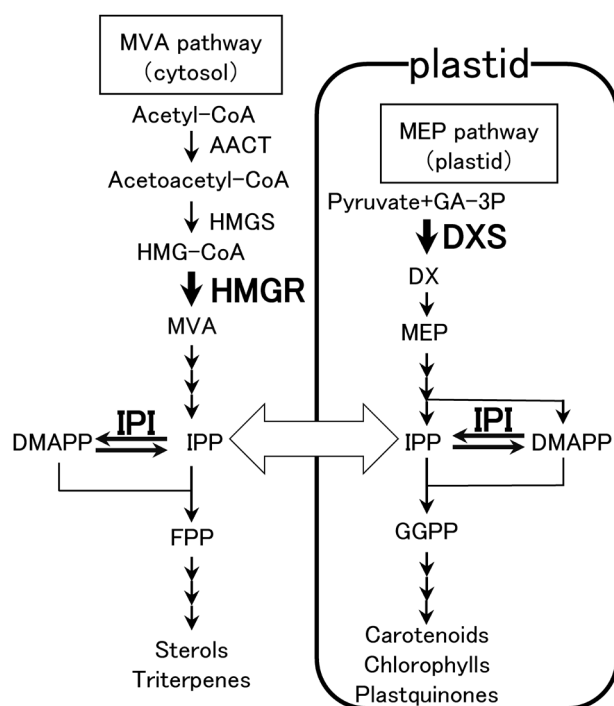 MVA pathway
(cytosol)
Acetyl-CoA
AACT
Acetoacetyl-CoA
HMGS
HMG-CoA
HMGR
MVA
IPI
DMAPP
IPP
FPP
Sterols
Triterpenes
plastid
MEP pathway
(plastid)
Pyruvate+GA-3P
DXS
DX
MEP
IPI
IPP
DMAPP
GGPP
Carotenoids
Chlorophylls
Plastquinones